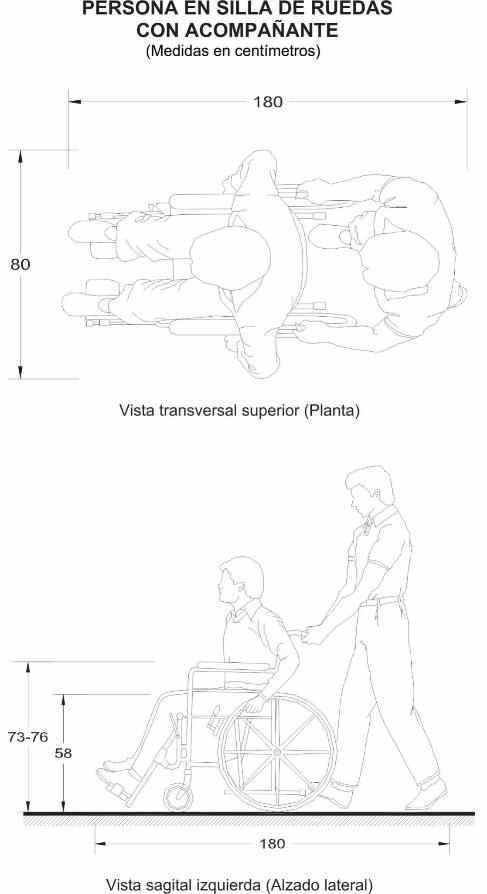 PERSONA EN SILLA DE RUEDAS
CON ACOMPAÑANTE
(Medidas en centímetros)
180
80
Vista transversal superior (Planta)
73-76
58
180
Vista sagital izquierda (Alzado lateral)